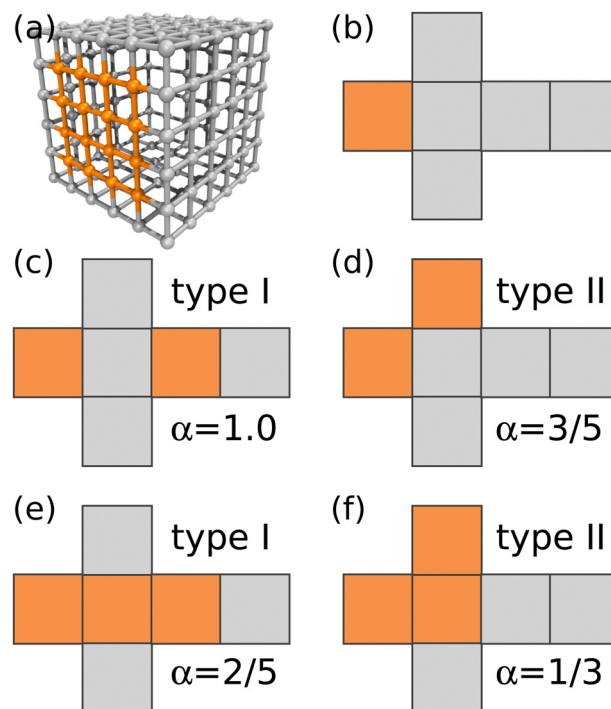 (a)
(b)
(c)
type I
α=1.0
(d)
type II
α=3/5
(e)
type I
α=2/5
(f)
type II
α=1/3